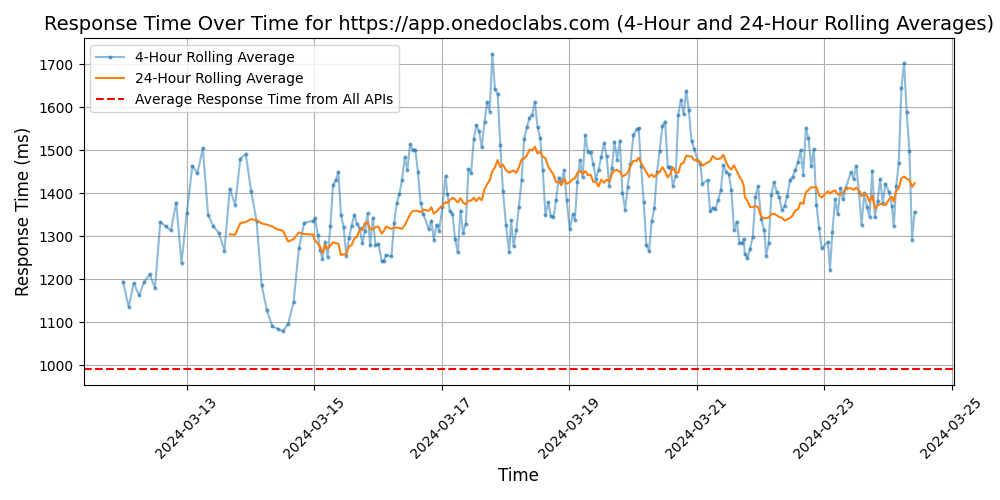 Response Time Over Time for https://app.onedoclabs.com (4-Hour and 24-Hour Rolling Averages)
4-Hour Rolling Average
24-Hour Rolling Average
Average Response Time from All APIs
Response Time (ms)
1700
1600
1500
1400
1300
1200
1100
1000
2024-03-13
2024-03-15
2024-03-17
2024-03-19
2024-03-21
2024-03-23
2024-03-25
Time